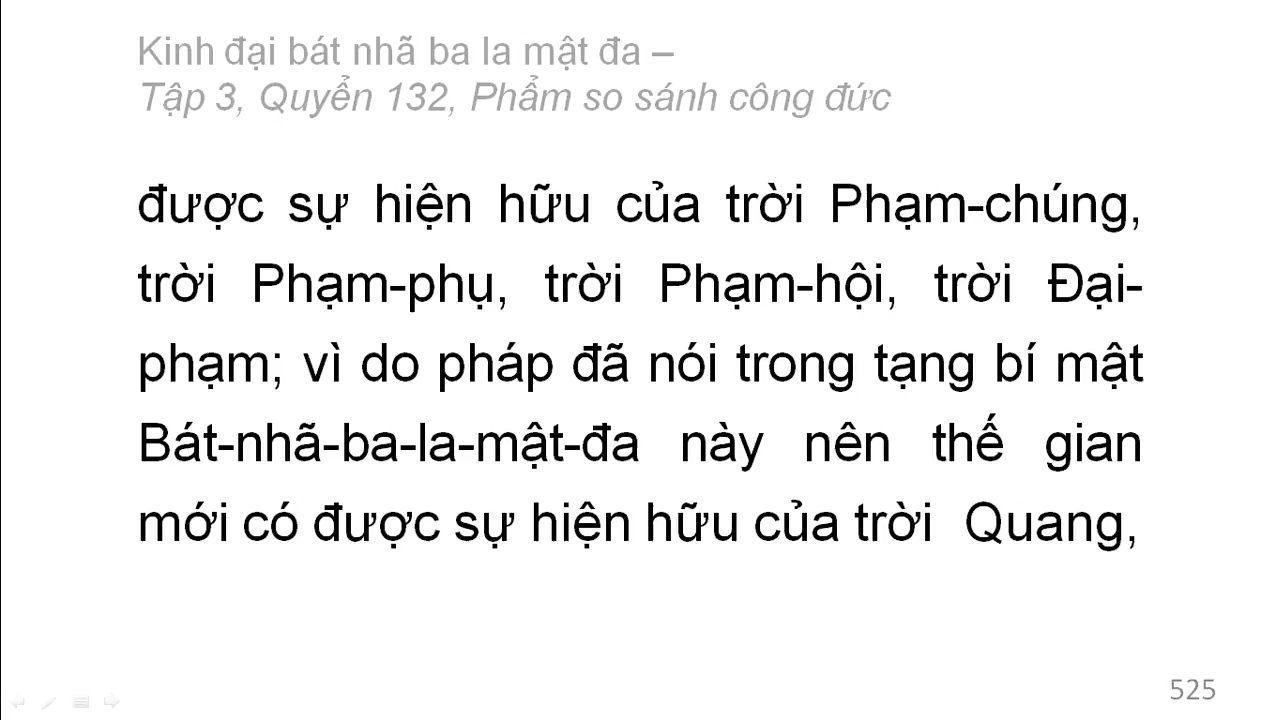 Kinh đại bát nhã ba la mật đa –
Tập 3, Quyển 132, Phẩm so sánh công đức
được sự hiện hữu của trời Phạm-chúng,
trời Phạm-phụ, trời Phạm-hội, trời Đại-
phạm; vì do pháp đã nói trong tạng bí mật
Bát-nhã-ba-la-mật-đa này nên thế gian
mới có được sự hiện hữu của trời Quang,
525